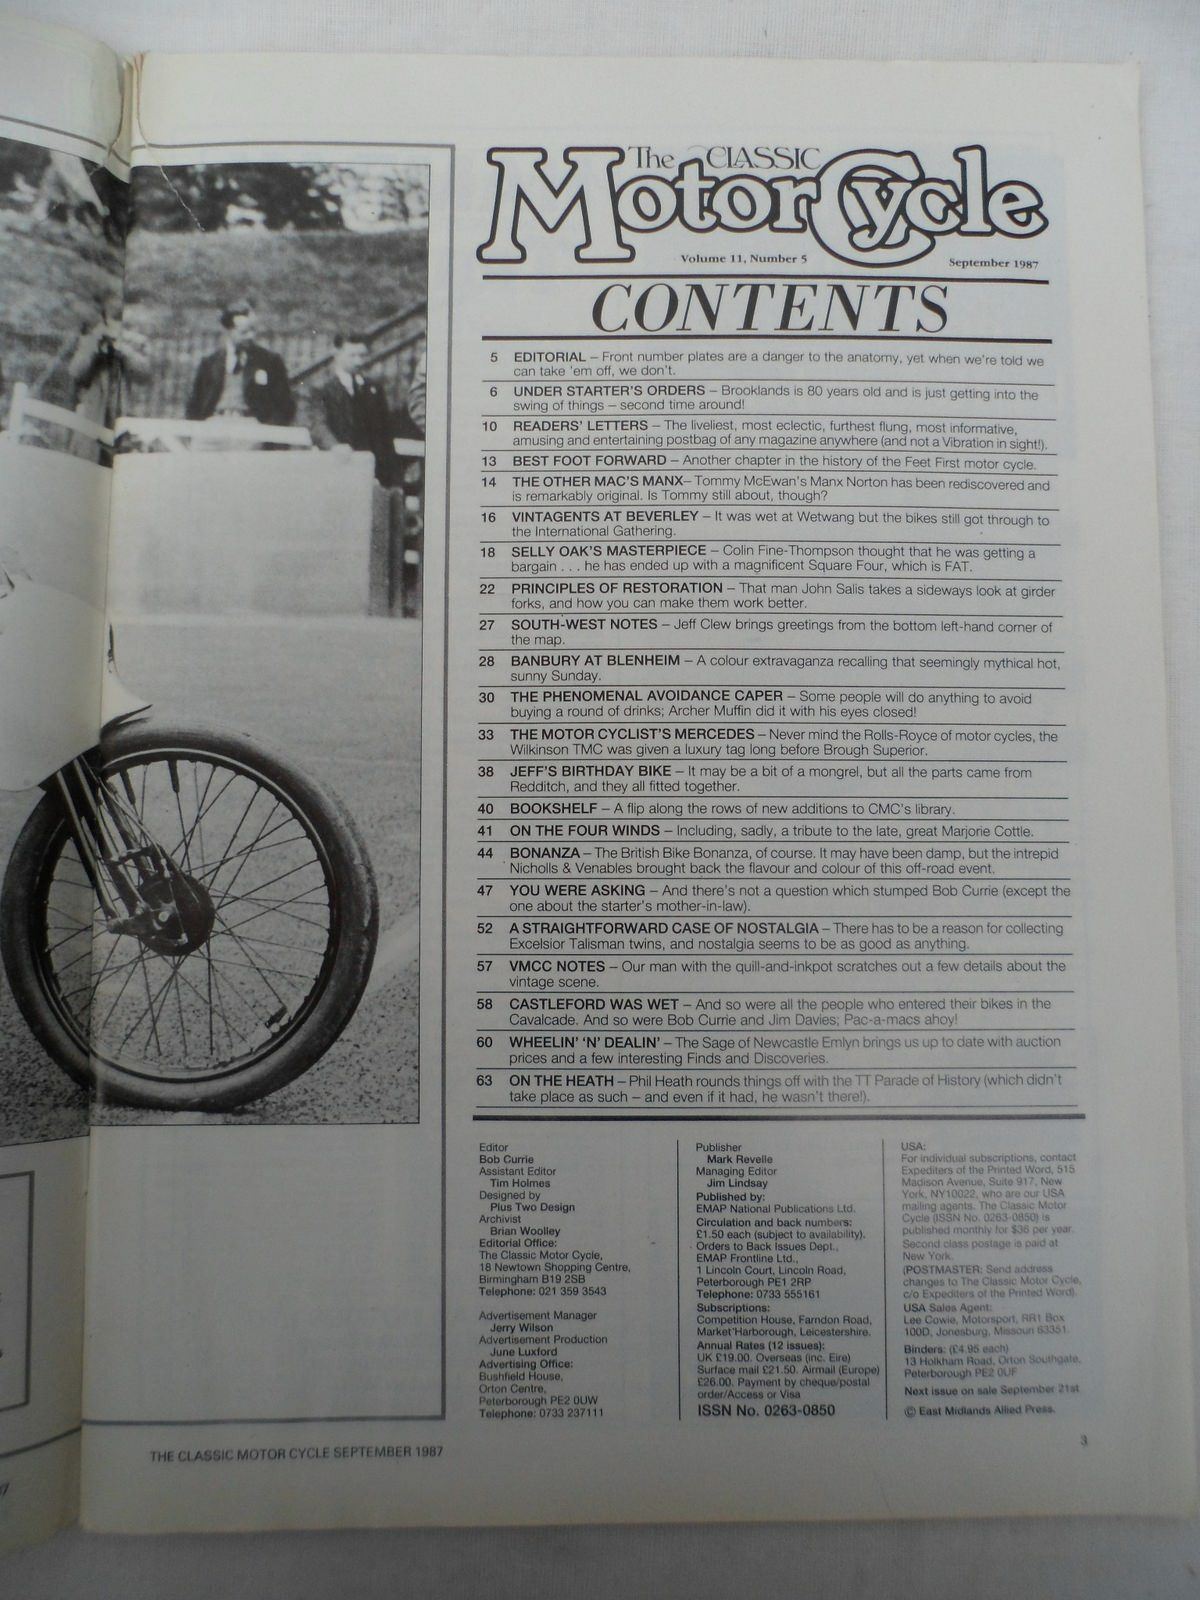 The CLASSIC
MotorCycle
Volume 11, Number 5
September 1987
CONTENTS
5 EDITORIAL – Front number plates are a danger to the anatomy, yet when we're told we
can take 'em off, we don't.
6 UNDER STARTER'S ORDERS – Brooklands is 80 years old and is just getting into the
swing of things – second time around!
10 READERS' LETTERS – The liveliest, most eclectic, furthest flung, most informative,
amusing and entertaining postbag of any magazine anywhere (and not a Vibration in sight!).
13 BEST FOOT FORWARD – Another chapter in the history of the Feet First motor cycle.
14 THE OTHER MAC'S MANX– Tommy McEwan's Manx Norton has been rediscovered and
is remarkably original. Is Tommy still about, though?
16 VINTAGENTS AT BEVERLEY – It was wet at Wetwang but the bikes still got through to
the International Gathering.
18 SELLY OAK'S MASTERPIECE – Colin Fine-Thompson thought that he was getting a
bargain . . . he has ended up with a magnificent Square Four, which is FAT.
22 PRINCIPLES OF RESTORATION – That man John Salis takes a sideways look at girder
forks, and how you can make them work better.
27 SOUTH-WEST NOTES – Jeff Clew brings greetings from the bottom left-hand corner of
the map.
28 BANBURY AT BLENHEIM – A colour extravaganza recalling that seemingly mythical hot,
sunny Sunday.
30 THE PHENOMENAL AVOIDANCE CAPER – Some people will do anything to avoid
buying a round of drinks; Archer Muffin did it with his eyes closed!
33 THE MOTOR CYCLIST'S MERCEDES – Never mind the Rolls-Royce of motor cycles, the
Wilkinson TMC was given a luxury tag long before Brough Superior.
38 JEFF'S BIRTHDAY BIKE – It may be a bit of a mongrel, but all the parts came from
Redditch, and they all fitted together.
40 BOOKSHELF – A flip along the rows of new additions to CMC's library.
41 ON THE FOUR WINDS – Including, sadly, a tribute to the late, great Marjorie Cottle.
44 BONANZA – The British Bike Bonanza, of course. It may have been damp, but the intrepid
Nicholls & Venables brought back the flavour and colour of this off-road event.
47 YOU WERE ASKING – And there's not a question which stumped Bob Currie (except the
one about the starter's mother-in-law).
52 A STRAIGHTFORWARD CASE OF NOSTALGIA – There has to be a reason for collecting
Excelsior Talisman twins, and nostalgia seems to be as good as anything.
57 VMCC NOTES – Our man with the quill-and-inkpot scratches out a few details about the
vintage scene.
58 CASTLEFORD WAS WET – And so were all the people who entered their bikes in the
Cavalcade. And so were Bob Currie and Jim Davies; Pac-a-macs ahoy!
60 WHEELIN' 'N' DEALIN' – The Sage of Newcastle Emlyn brings us up to date with auction
prices and a few interesting Finds and Discoveries.
63 ON THE HEATH – Phil Heath rounds things off with the TT Parade of History (which didn't
take place as such – and even if it had, he wasn't there!).
Editor
Bob Currie
Assistant Editor
Tim Holmes
Designed by
Plus Two Design
Archivist
Brian Woolley
Editorial Office:
The Classic Motor Cycle,
18 Newtown Shopping Centre,
Birmingham B19 2SB
Telephone: 021 359 3543
Advertisement Manager
Jerry Wilson
Advertisement Production
June Luxford
Advertising Office:
Bushfield House,
Orton Centre,
Peterborough PE2 0UW
Telephone: 0733 237111
Publisher
Mark Revelle
Managing Editor
Jim Lindsay
Published by:
EMAP National Publications Ltd.
Circulation and back numbers:
£1.50 each (subject to availability).
Orders to Back Issues Dept.,
EMAP Frontline Ltd.,
1 Lincoln Court, Lincoln Road,
Peterborough PE1 2RP
Telephone: 0733 555161
Subscriptions:
Competition House, Farndon Road,
Market Harborough, Leicestershire.
Annual Rates (12 issues):
UK £19.00. Overseas (inc. Eire)
Surface mail £21.50. Airmail (Europe)
£26.00. Payment by cheque/postal
order/Access or Visa
ISSN No. 0263-0850
USA:
For individual subscriptions, contact
Expediters of the Printed Word, 515
Madison Avenue, Suite 917, New
York, NY10022, who are our USA
mailing agents. The Classic Motor
Cycle (ISSN No. 0263-0850) is
published monthly for $36 per year.
Second class postage is paid at
New York.
(POSTMASTER: Send address
changes to The Classic Motor Cycle,
c/o Expediters of the Printed Word).
USA Sales Agent:
Lee Cowie, Motorsport, RR1 Box
100D, Jonesburg, Missouri 63351.
Binders: (£4.95 each)
13 Holkham Road, Orton Southgate,
Peterborough PE2 0UF
Next issue on sale September 21st
© East Midlands Allied Press.
THE CLASSIC MOTOR CYCLE SEPTEMBER 1987
3